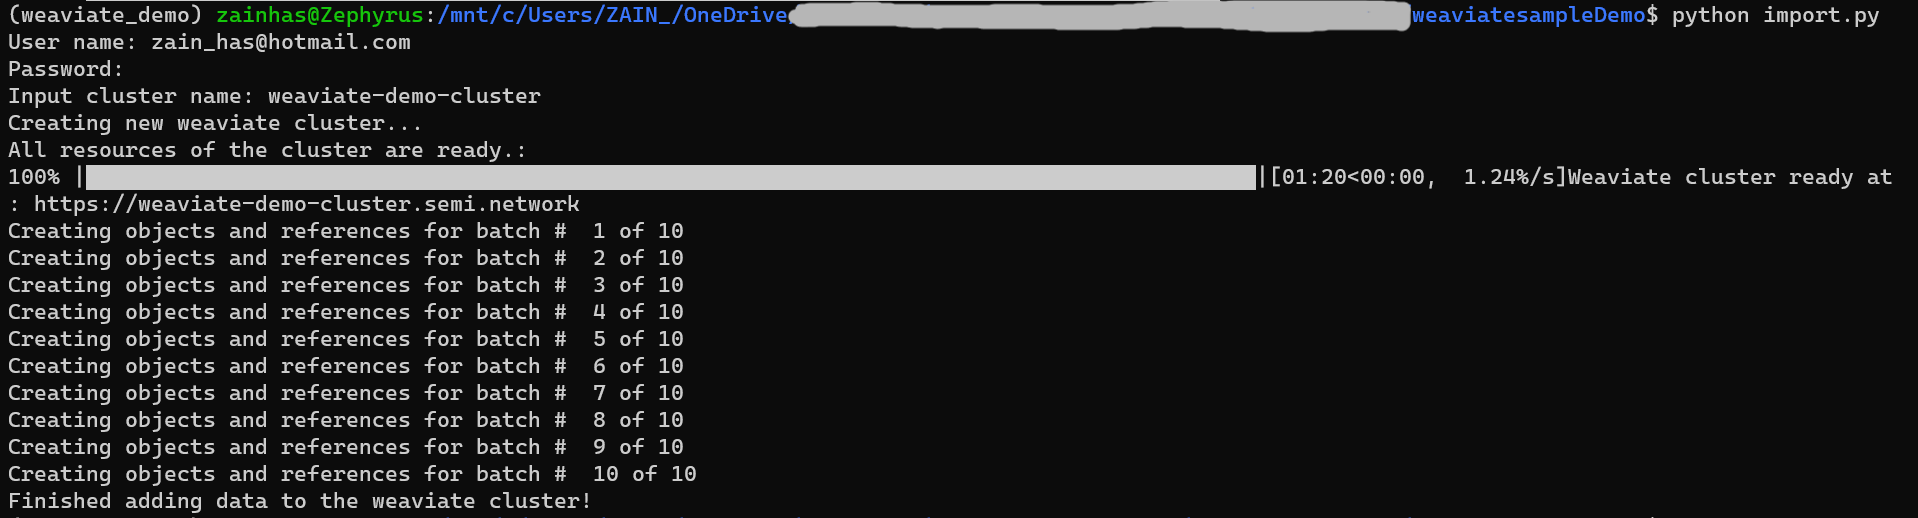 (weaviate_demo) zainhas@Zephyrus:/mnt/c/Users/ZAIN_/OneDrive weaviatesampleDemo$ python import.py
User name: zain_has@hotmail.com
Password:
Input cluster name: weaviate-demo-cluster
Creating new weaviate cluster...
All resources of the cluster are ready.:
100% |[01:20<00:00,  1.24%/s]Weaviate cluster ready at
: https://weaviate-demo-cluster.semi.network
Creating objects and references for batch #  1 of 10
Creating objects and references for batch #  2 of 10
Creating objects and references for batch #  3 of 10
Creating objects and references for batch #  4 of 10
Creating objects and references for batch #  5 of 10
Creating objects and references for batch #  6 of 10
Creating objects and references for batch #  7 of 10
Creating objects and references for batch #  8 of 10
Creating objects and references for batch #  9 of 10
Creating objects and references for batch #  10 of 10
Finished adding data to the weaviate cluster!